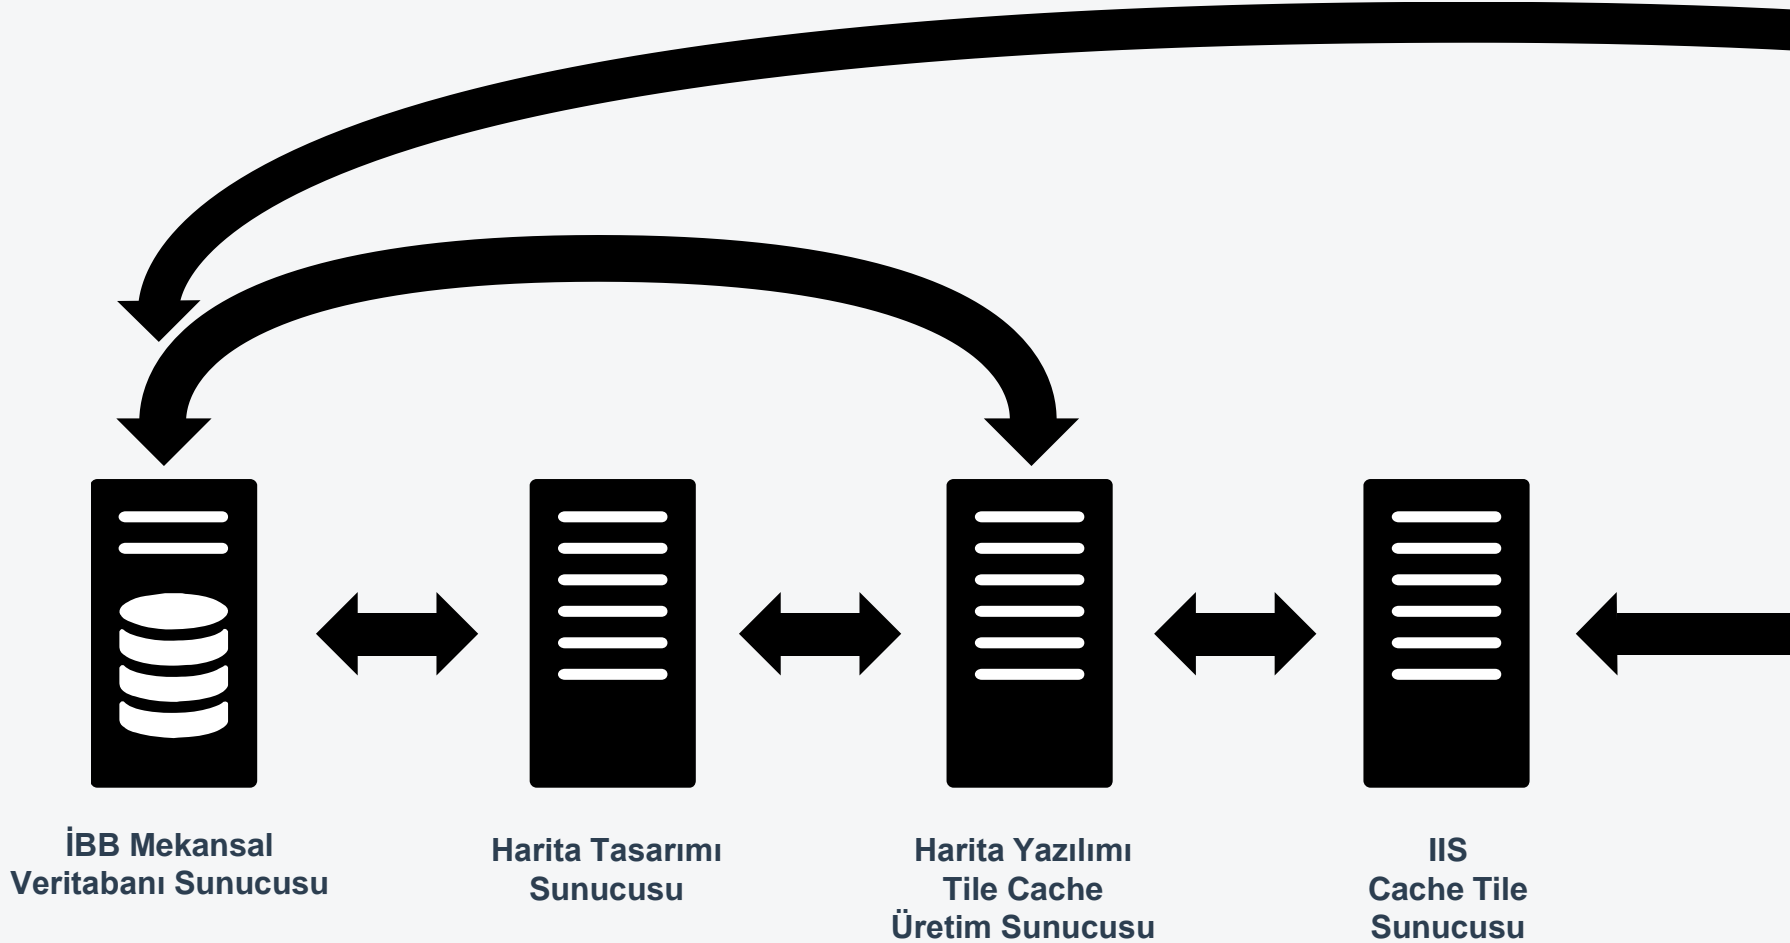 İBB Mekansal
Veritabanı Sunucusu
Harita Tasarımı
Sunucusu
Harita Yazılımı
Tile Cache
Üretim Sunucusu
IIS
Cache Tile
Sunucusu